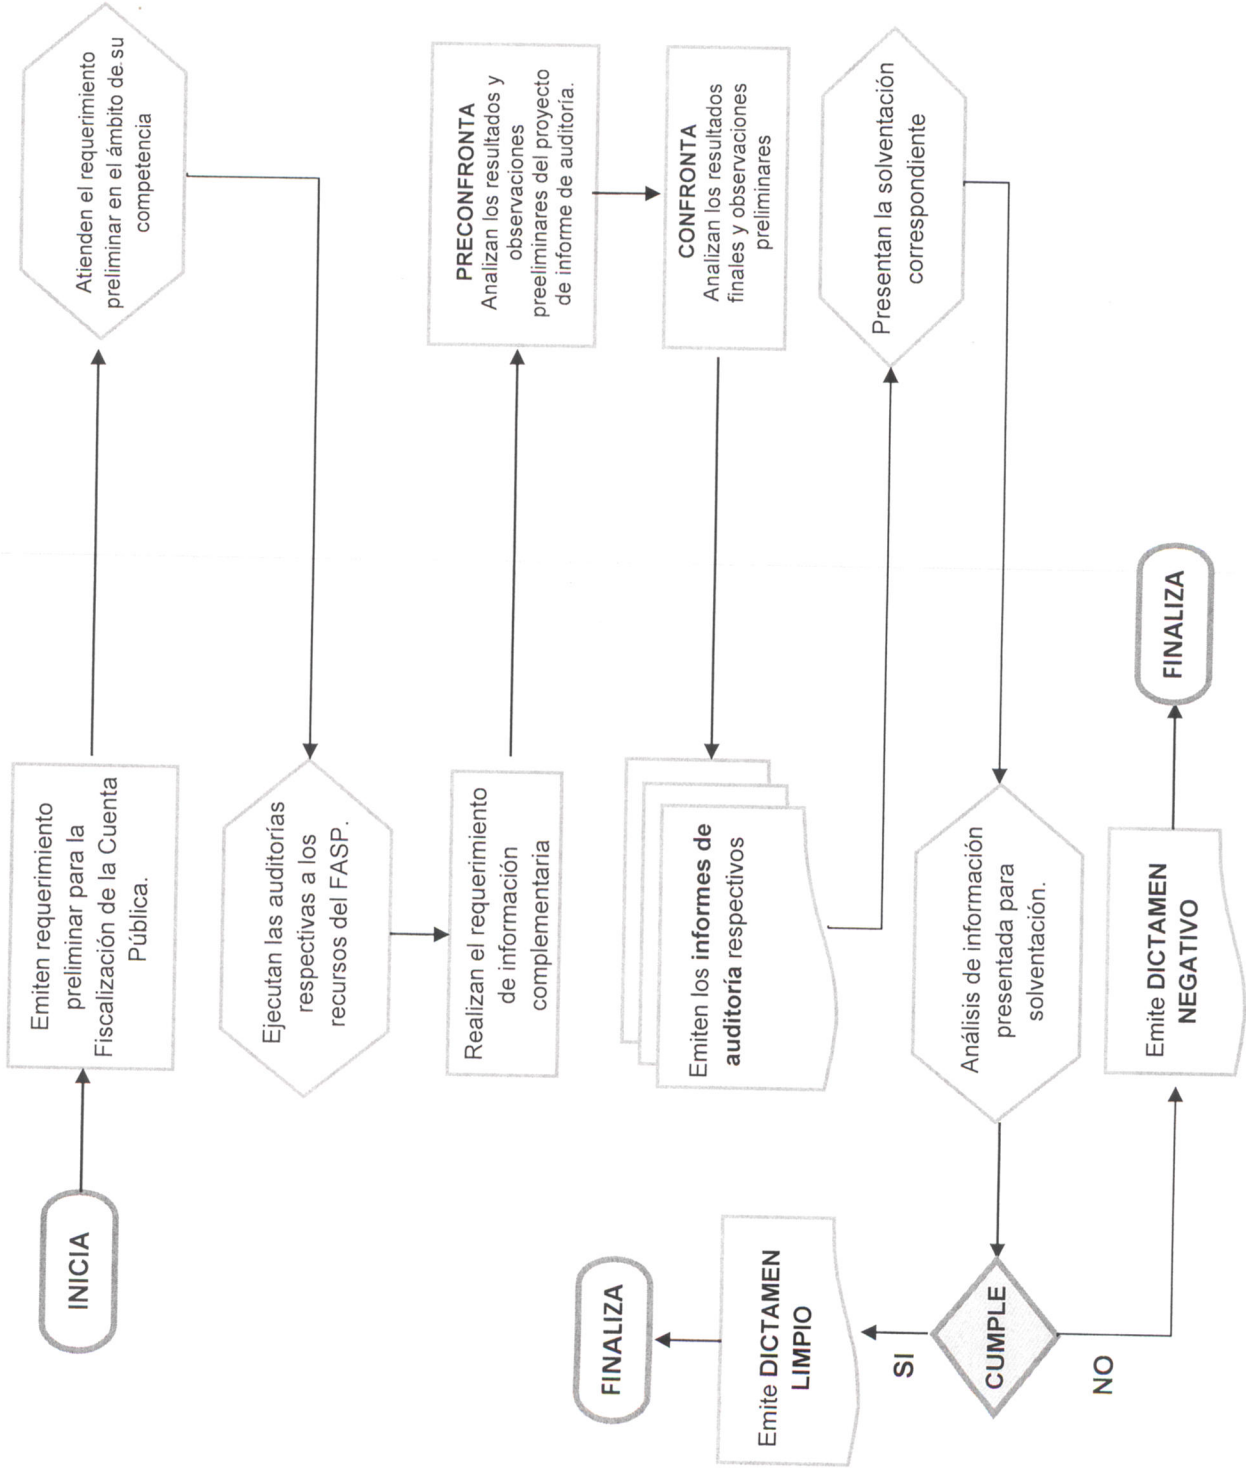 INICIA
Emiten requerimiento
preliminar para la
Fiscalización de la Cuenta
Pública.
Atienden el requerimiento
preliminar en el ámbito de su
competencia
Ejecutan las auditorías
respectivas a los
recursos del FASP.
Realizan el requerimiento
de información
complementaria
PRECONFRONTA
Analizan los resultados y
observaciones
preeliminares del proyecto
de informe de auditoría.
CONFRONTA
Analizan los resultados
finales y observaciones
preliminares
Emiten los informes de
auditoría respectivos
Presentan la solventación
correspondiente
Análisis de información
presentada para
solventación.
CUMPLE
SI
Emite DICTAMEN
LIMPIO
FINALIZA
NO
Emite DICTAMEN
NEGATIVO
FINALIZA